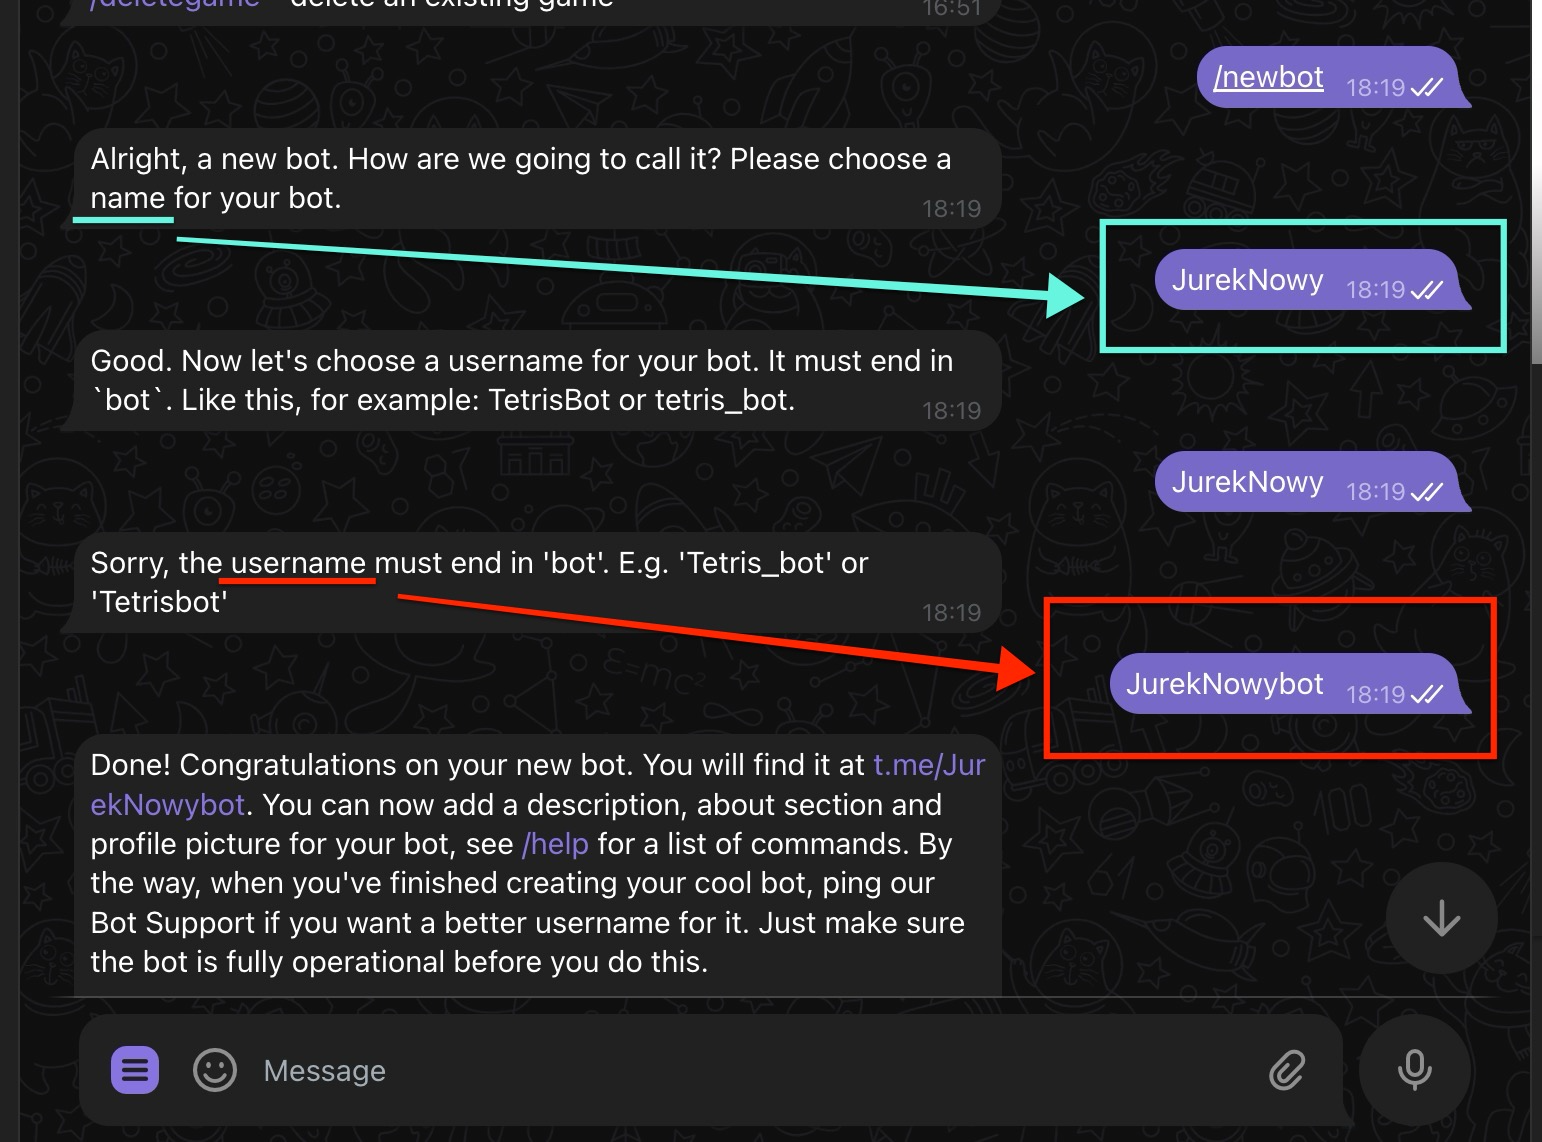 /deletegame - delete an existing game
16:51
/newbot 18:19
Alright, a new bot. How are we going to call it? Please choose a
name for your bot.
18:19
JurekNowy 18:19
Good. Now let's choose a username for your bot. It must end in
`bot`. Like this, for example: TetrisBot or tetris_bot.
18:19
JurekNowy 18:19
Sorry, the username must end in 'bot'. E.g. 'Tetris_bot' or
'Tetrisbot'
18:19
E=mc²
JurekNowybot 18:19
Done! Congratulations on your new bot. You will find it at t.me/Jur
ekNowybot. You can now add a description, about section and
profile picture for your bot, see /help for a list of commands. By
the way, when you've finished creating your cool bot, ping our
Bot Support if you want a better username for it. Just make sure
the bot is fully operational before you do this.
Message